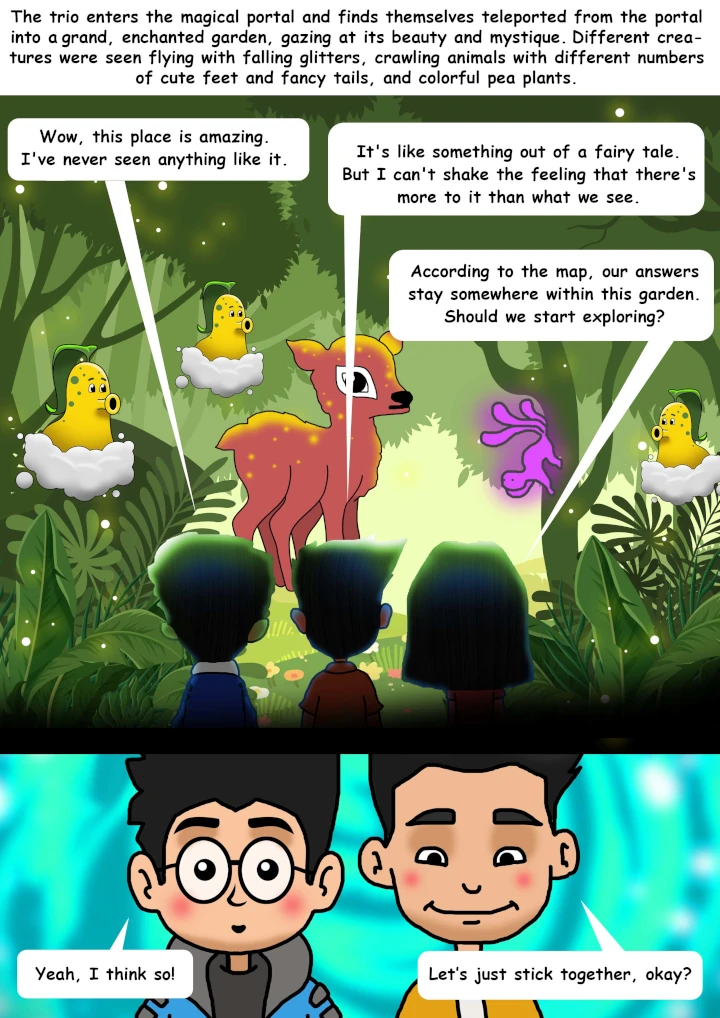 The trio enters the magical portal and finds themselves teleported from the portal
into a grand, enchanted garden, gazing at its beauty and mystique. Different crea-
tures were seen flying with falling glitters, crawling animals with different numbers
of cute feet and fancy tails, and colorful pea plants.
Wow, this place is amazing.
I've never seen anything like it.
It's like something out of a fairy tale.
But I can't shake the feeling that there's
more to it than what we see.
According to the map, our answers
stay somewhere within this garden.
Should we start exploring?
Yeah, I think so!
Let's just stick together, okay?